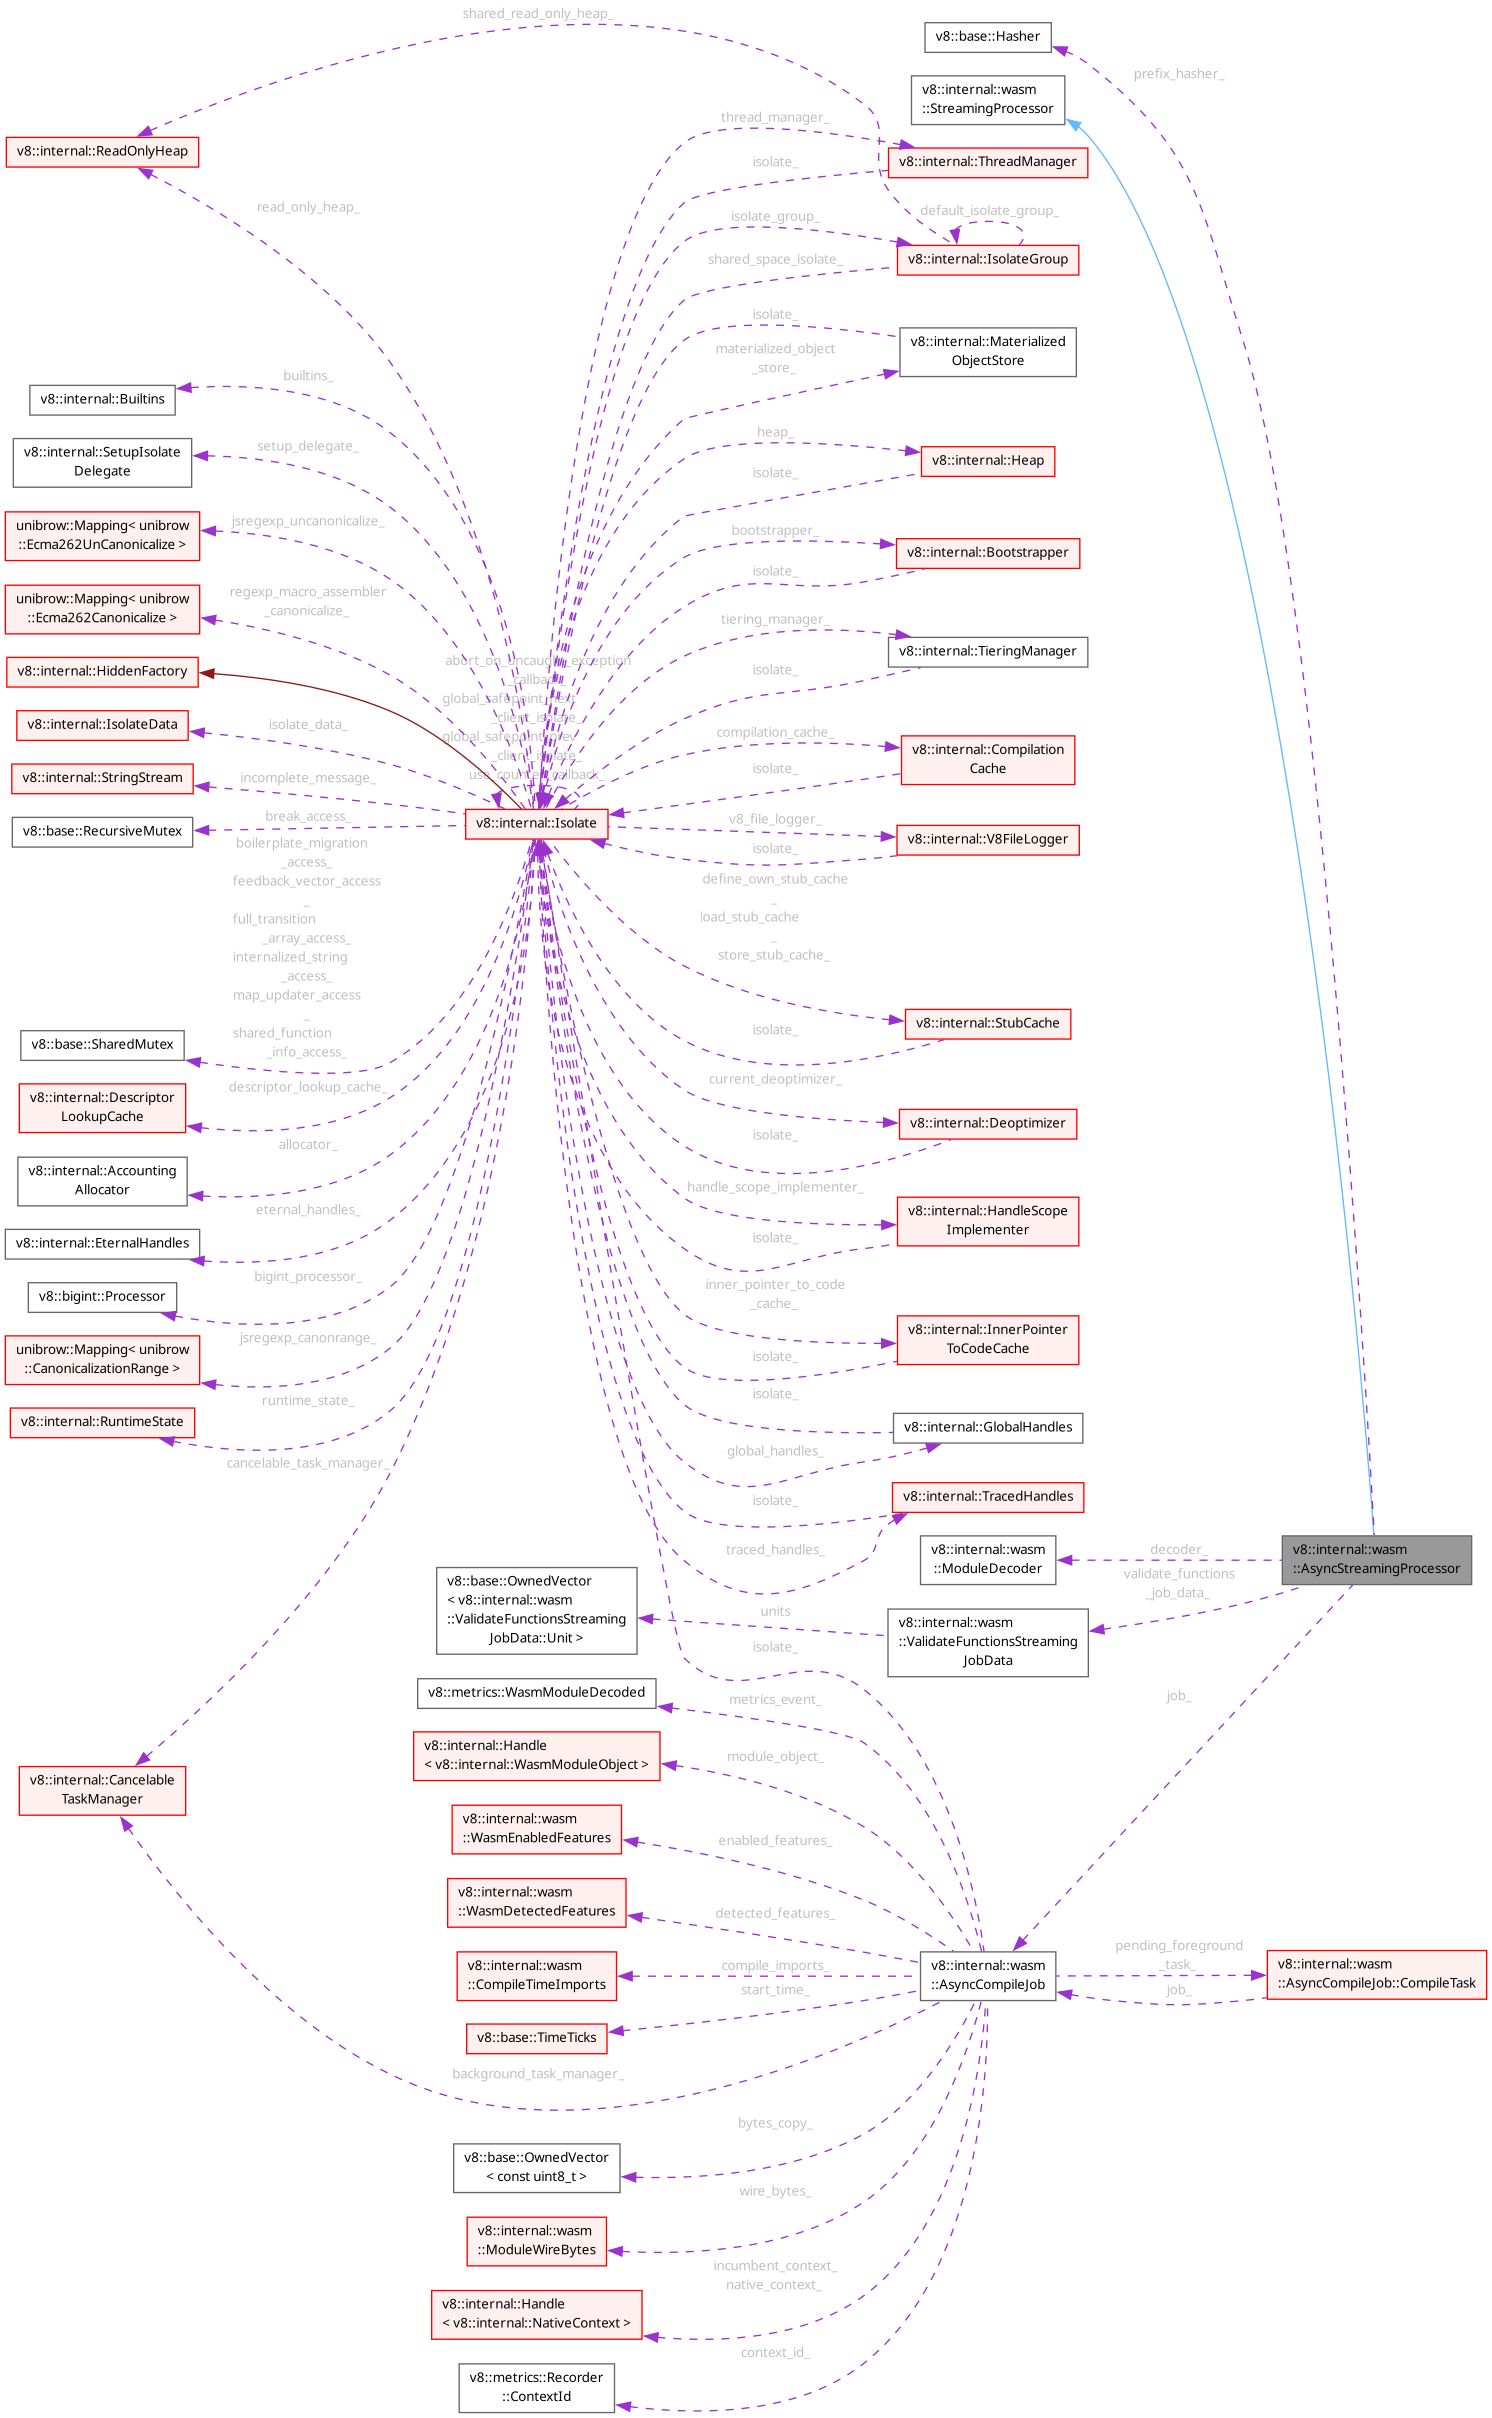 shared_read_only_heap_
v8::base::Hasher
prefix_hasher_
v8::internal::wasm
::StreamingProcessor
thread_manager_
v8::internal::ReadOnlyHeap
v8::internal::ThreadManager
isolate_
read_only_heap_
isolate_group_
default_isolate_group_
shared_space_isolate_
v8::internal::IsolateGroup
isolate_
v8::internal::Materialized
ObjectStore
materialized_object
_store_
builtins_
v8::internal::Builtins
heap_
setup_delegate_
v8::internal::SetupIsolate
Delegate
v8::internal::Heap
isolate_
jsregexp_uncanonicalize_
unibrow::Mapping< unibrow
::Ecma262UnCanonicalize >
bootstrapper_
v8::internal::Bootstrapper
isolate_
regexp_macro_assembler
_canonicalize_
unibrow::Mapping< unibrow
::Ecma262Canonicalize >
tiering_manager_
v8::internal::TieringManager
isolate_
v8::internal::HiddenFactory
abort_on_uncaught_exception
_callback_
global_safepoint_next
_client_isolate_
global_safepoint_prev
_client_isolate_
use_counter_callback_
isolate_data_
v8::internal::IsolateData
compilation_cache_
v8::internal::Compilation
Cache
isolate_
incomplete_message_
v8::internal::StringStream
break_access_
v8::base::RecursiveMutex
v8::internal::Isolate
v8_file_logger_
v8::internal::V8FileLogger
isolate_
boilerplate_migration
_access_
feedback_vector_access
_
full_transition
_array_access_
internalized_string
_access_
map_updater_access
_
shared_function
_info_access_
define_own_stub_cache
_
load_stub_cache
_
store_stub_cache_
v8::internal::StubCache
isolate_
v8::base::SharedMutex
descriptor_lookup_cache_
v8::internal::Descriptor
LookupCache
current_deoptimizer_
v8::internal::Deoptimizer
isolate_
allocator_
v8::internal::Accounting
Allocator
handle_scope_implementer_
v8::internal::HandleScope
Implementer
isolate_
eternal_handles_
v8::internal::EternalHandles
bigint_processor_
v8::bigint::Processor
inner_pointer_to_code
_cache_
v8::internal::InnerPointer
ToCodeCache
isolate_
jsregexp_canonrange_
unibrow::Mapping< unibrow
::CanonicalizationRange >
isolate_
runtime_state_
v8::internal::RuntimeState
v8::internal::GlobalHandles
global_handles_
cancelable_task_manager_
isolate_
v8::internal::TracedHandles
traced_handles_
v8::internal::wasm
::ModuleDecoder
decoder_
v8::internal::wasm
::AsyncStreamingProcessor
validate_functions
_job_data_
v8::base::OwnedVector
< v8::internal::wasm
::ValidateFunctionsStreaming
JobData::Unit >
units
v8::internal::wasm
::ValidateFunctionsStreaming
JobData
isolate_
job_
v8::metrics::WasmModuleDecoded
metrics_event_
v8::internal::Handle
< v8::internal::WasmModuleObject >
module_object_
v8::internal::Cancelable
TaskManager
v8::internal::wasm
::WasmEnabledFeatures
enabled_features_
v8::internal::wasm
::WasmDetectedFeatures
detected_features_
v8::internal::wasm
::CompileTimeImports
compile_imports_
v8::internal::wasm
::AsyncCompileJob
pending_foreground
_task_
v8::internal::wasm
::AsyncCompileJob::CompileTask
job_
start_time_
v8::base::TimeTicks
background_task_manager_
bytes_copy_
v8::base::OwnedVector
< const uint8_t >
wire_bytes_
v8::internal::wasm
::ModuleWireBytes
incumbent_context_
native_context_
v8::internal::Handle
< v8::internal::NativeContext >
context_id_
v8::metrics::Recorder
::ContextId